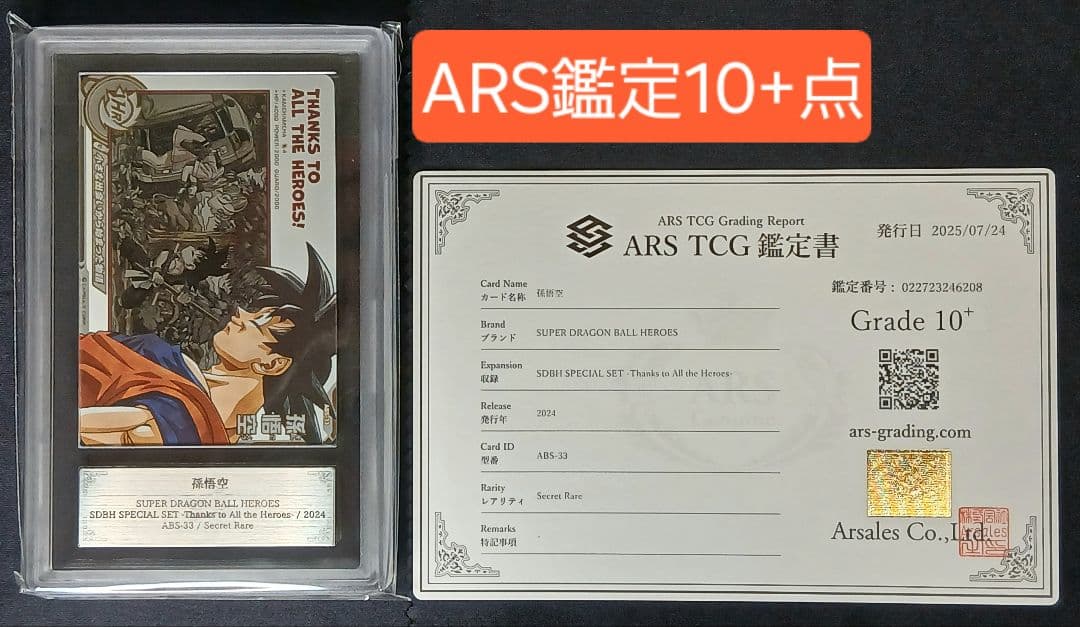 ARS鑑定10+点
THANKS TO
ALL THE HEROES!
THR
孫悟空
孫悟空
SUPER DRAGON BALL HEROES
SDBH SPECIAL SET -Thanks to All the Heroes- / 2024
ABS-33 / Secret Rare
ARS TCG Grading Report
ARS TCG 鑑定書
発行日 2025/07/24
Card Name
カード名称 孫悟空
Brand
ブランド SUPER DRAGON BALL HEROES
Expansion
収録 SDBH SPECIAL SET -Thanks to All the Heroes-
Release
発行年 2024
Card ID
型番 ABS-33
Rarity
レアリティ Secret Rare
Remarks
特記事項 -
鑑定番号： 022723246208
Grade 10+
ars-grading.com
Arsales Co.,Ltd.